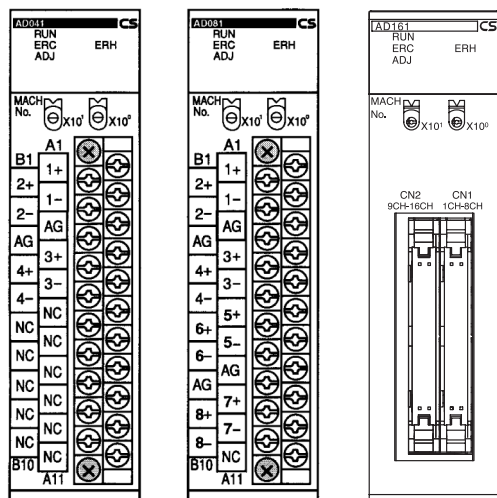 AD041 CS
RUN
ERC ERH
ADJ
MACH
No. X10¹ X10⁰
A1
B1
1+
2+
1-
2-
AG
AG
3+
4+
3-
4-
NC
NC
NC
NC
NC
NC
NC
NC
NC
NC
NC
B10
A11
AD081 CS
RUN
ERC ERH
ADJ
MACH
No. X10¹ X10⁰
A1
B1
1+
2+
1-
2-
AG
AG
3+
4+
3-
4-
5+
6+
5-
6-
AG
AG
7+
8+
7-
8-
NC
B10
A11
AD161 CS
RUN
ERC ERH
ADJ
MACH
No. X10¹ X10⁰
CN2 CN1
9CH-16CH 1CH-8CH